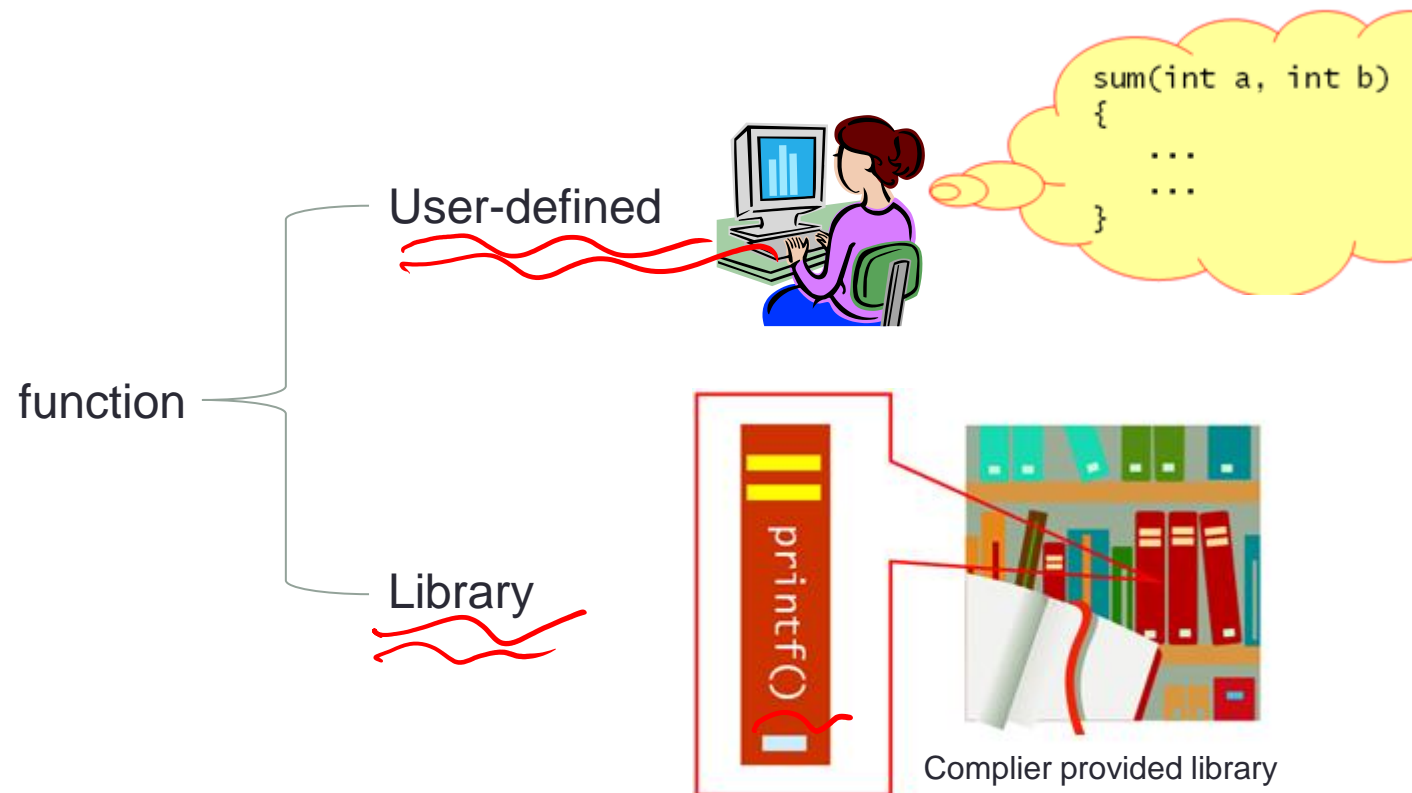 sum(int a, int b)
{
...
...
}
User-defined
function
printf()
Library
Complier provided library